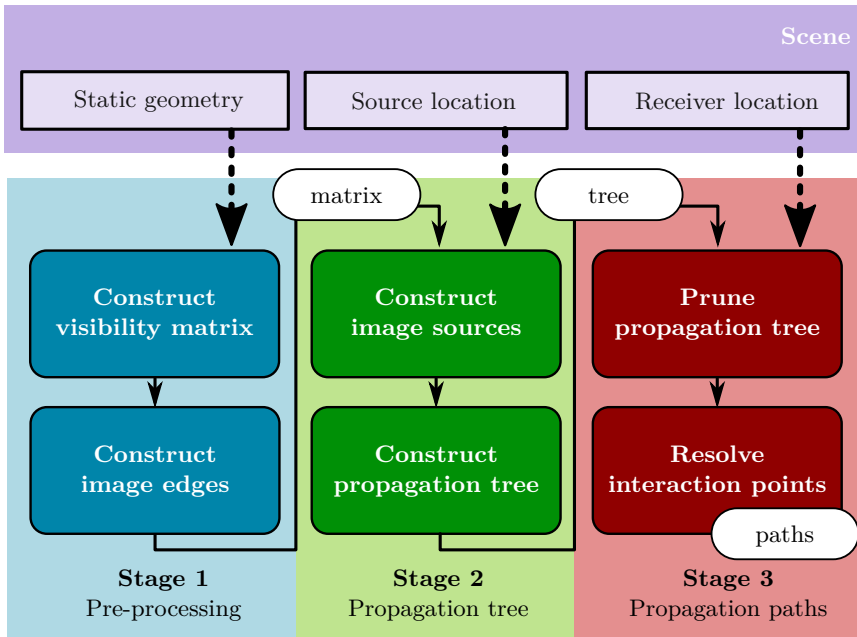 Scene
Static geometry
Source location
Receiver location
matrix
tree
Construct
visibility matrix
Construct
image sources
Prune
propagation tree
Construct
image edges
Construct
propagation tree
Resolve
interaction points
paths
Stage 1
Pre-processing
Stage 2
Propagation tree
Stage 3
Propagation paths